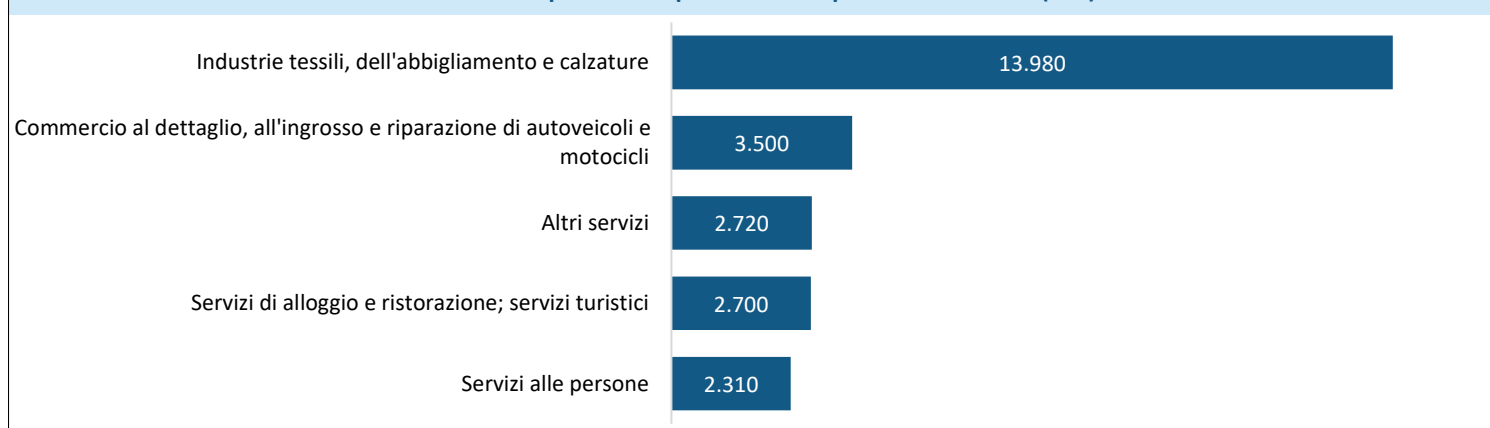 Industrie tessili, dell'abbigliamento e calzature
13.980
Commercio al dettaglio, all'ingrosso e riparazione di autoveicoli e
motocicli
3.500
Altri servizi
2.720
Servizi di alloggio e ristorazione; servizi turistici
2.700
Servizi alle persone
2.310